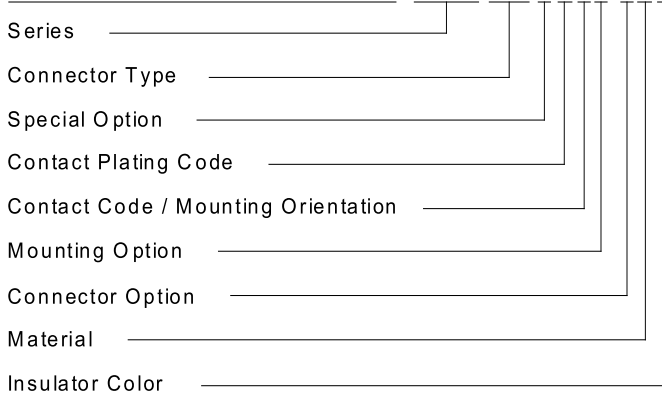 Series
Connector Type
Special Option
Contact Plating Code
Contact Code / Mounting Orientation
Mounting Option
Connector Option
Material
Insulator Color